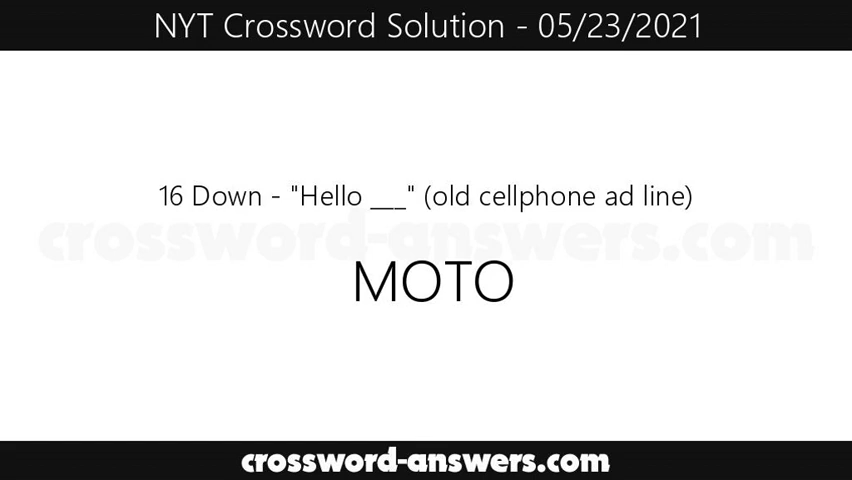 NYT Crossword Solution - 05/23/2021
16 Down - "Hello ___" (old cellphone ad line)
crossword-answers.com
MOTO
crossword-answers.com